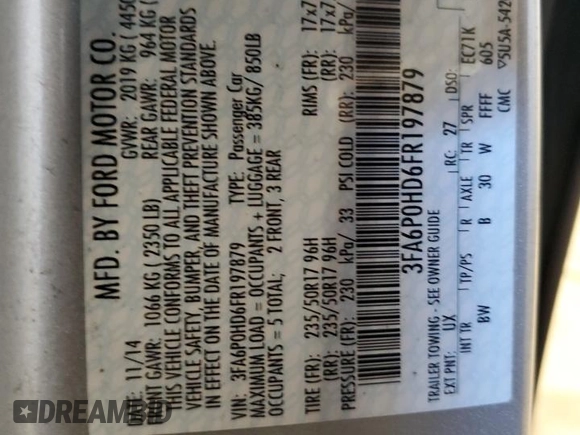 MFD. BY FORD MOTOR CO.
DATE: 11/14 GVWR: 2019 KG ( 4450
FRONT GAWR: 1066 KG ( 2350 LB) REAR GAWR: 964 KG (
THIS VEHICLE CONFORMS TO ALL APPLICABLE FEDERAL MOTOR
VEHICLE SAFETY, BUMPER, AND THEFT PREVENTION STANDARDS
IN EFFECT ON THE DATE OF MANUFACTURE SHOWN ABOVE.
VIN: 3FA6P0HD6FR197879 TYPE: Passenger Car
MAXIMUM LOAD = OCCUPANTS + LUGGAGE = 385KG/ 850LB
OCCUPANTS = 5 TOTAL; 2 FRONT, 3 REAR
TIRE (FR): 235/50R17 96H RIMS (FR): 17x7
(RR): 235/50R17 96H (RR): 17x7
PRESSURE (FR): 230 kPa/ 33 PSI COLD (RR): 230 kPa/
3FA6P0HD6FR197879
TRAILER TOWING - SEE OWNER GUIDE
EXT PNT: UX RC: 27 DSO: EC71K
INT TR TP/PS R AXLE TR SPR 605
BW B 30 W FFFF
CMC ▽5U5A-542
DREAMBID